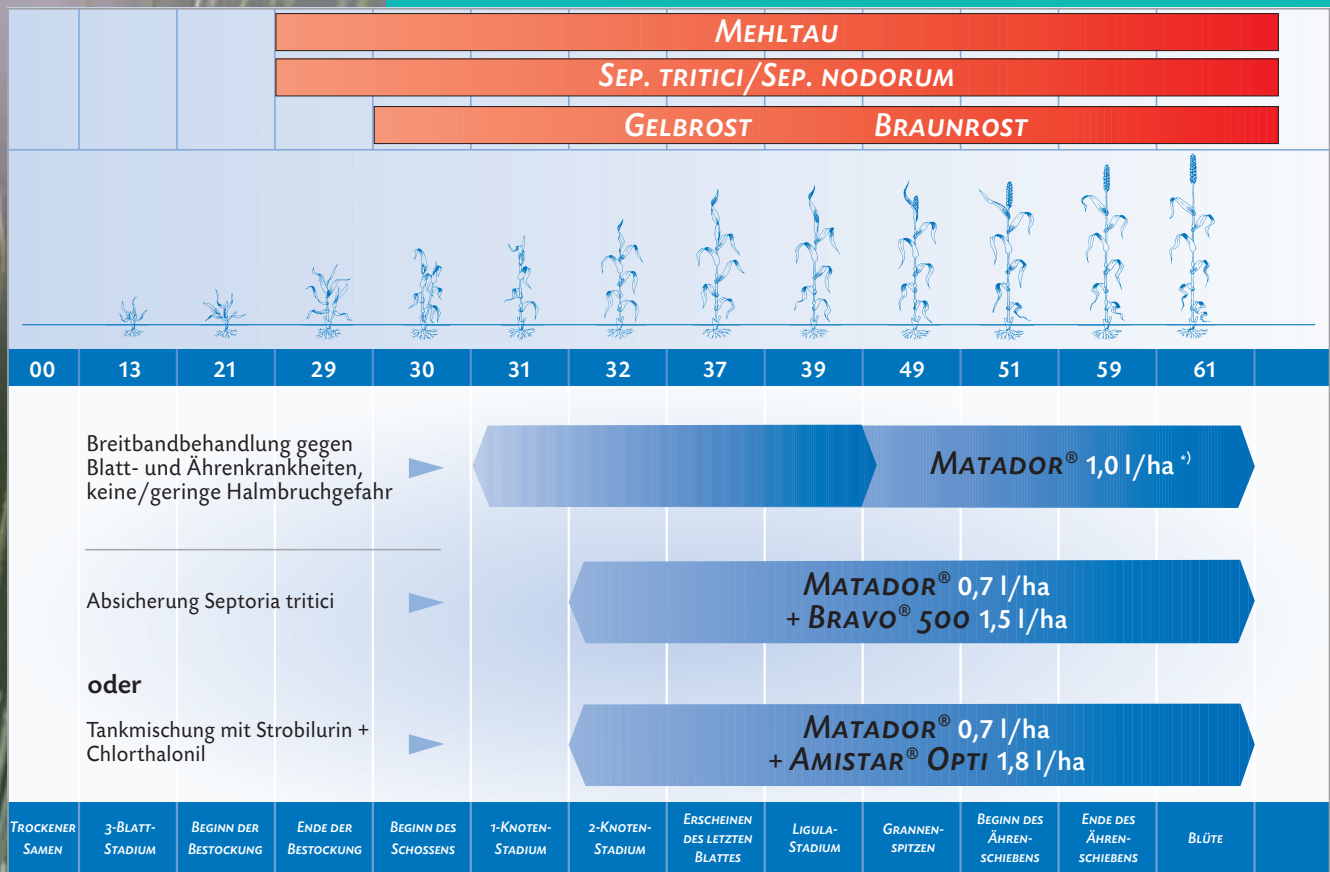 MEHLTAU
SEP. TRITICI/SEP. NODORUM
GELBROST BRAUNROST
00 13 21 29 30 31 32 37 39 49 51 59 61
Breitbandbehandlung gegen
Blatt- und Ährenkrankheiten,
keine/geringe Halmbruchgefahr
MATADOR® 1,0 l/ha *)
Absicherung Septoria tritici
MATADOR® 0,7 l/ha
+ BRAVO® 500 1,5 l/ha
oder
Tankmischung mit Strobilurin +
Chlorthalonil
MATADOR® 0,7 l/ha
+ AMISTAR® OPTI 1,8 l/ha
TROCKENER
SAMEN
3-BLATT-
STADIUM
BEGINN DER
BESTOCKUNG
ENDE DER
BESTOCKUNG
BEGINN DES
SCHOSSENS
1-KNOTEN-
STADIUM
2-KNOTEN-
STADIUM
ERSCHEINEN
DES LETZTEN
BLATTES
LIGULA-
STADIUM
GRANNEN-
SPITZEN
BEGINN DES
ÄHREN-
SCHIEBENS
ENDE DES
ÄHREN-
SCHIEBENS
BLÜTE